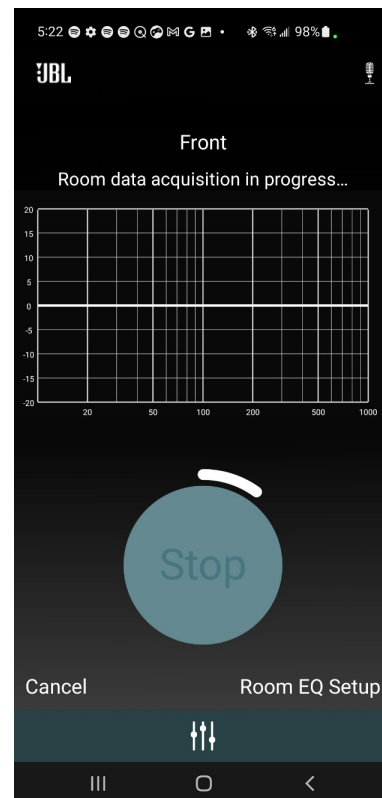 5:22 98%
JBL
Front
Room data acquisition in progress...
20
15
10
5
0
-5
-10
-15
-20
20 50 100 200 500 1000
Stop
Cancel Room EQ Setup